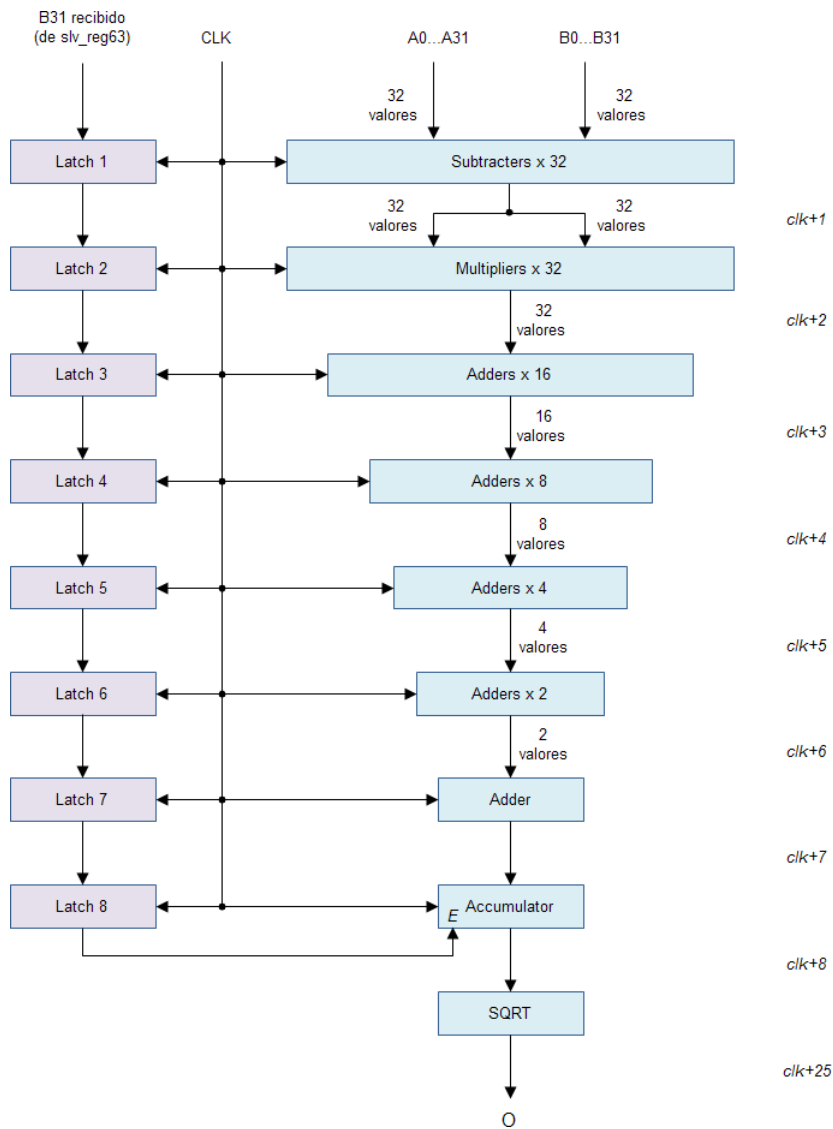 B31 recibido
(de slv_reg63)
CLK
A0...A31
B0...B31
32
valores
32
valores
Latch 1
Subtracters x 32
32
valores
32
valores
clk+1
Latch 2
Multipliers x 32
32
valores
clk+2
Latch 3
Adders x 16
16
valores
clk+3
Latch 4
Adders x 8
8
valores
clk+4
Latch 5
Adders x 4
4
valores
clk+5
Latch 6
Adders x 2
2
valores
clk+6
Latch 7
Adder
clk+7
Latch 8
E
Accumulator
clk+8
SQRT
clk+25
O